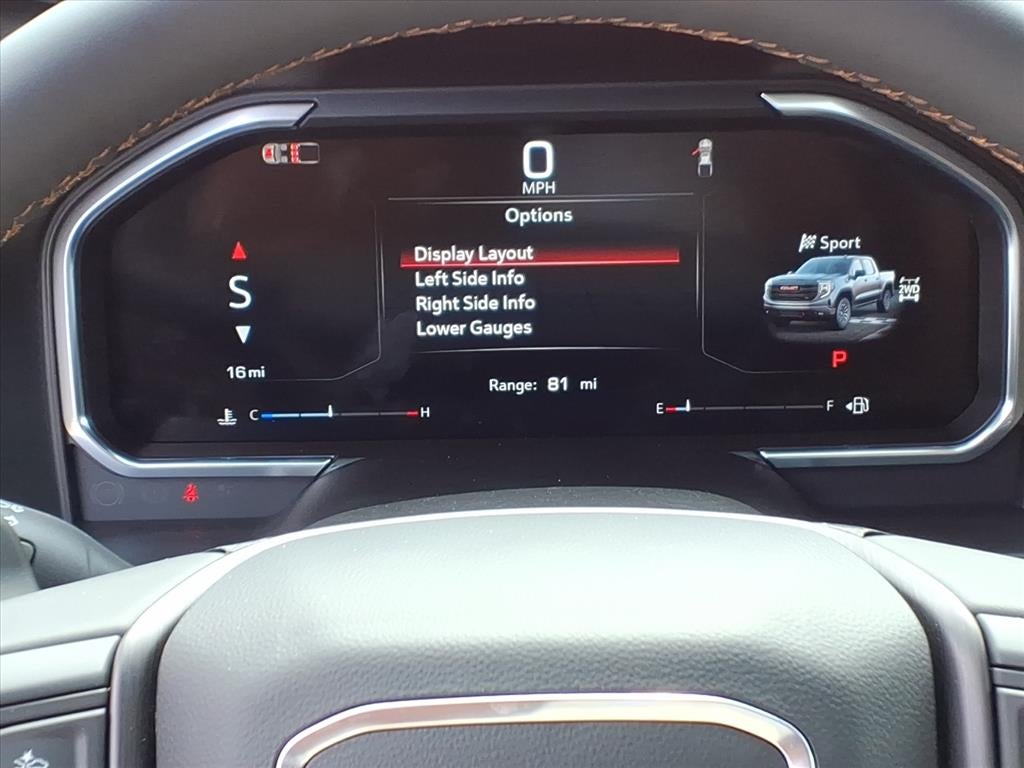 0
MPH
Options
Display Layout
Left Side Info
Right Side Info
Lower Gauges
S
16 mi
Sport
2WD
P
Range: 81 mi
C H
E F